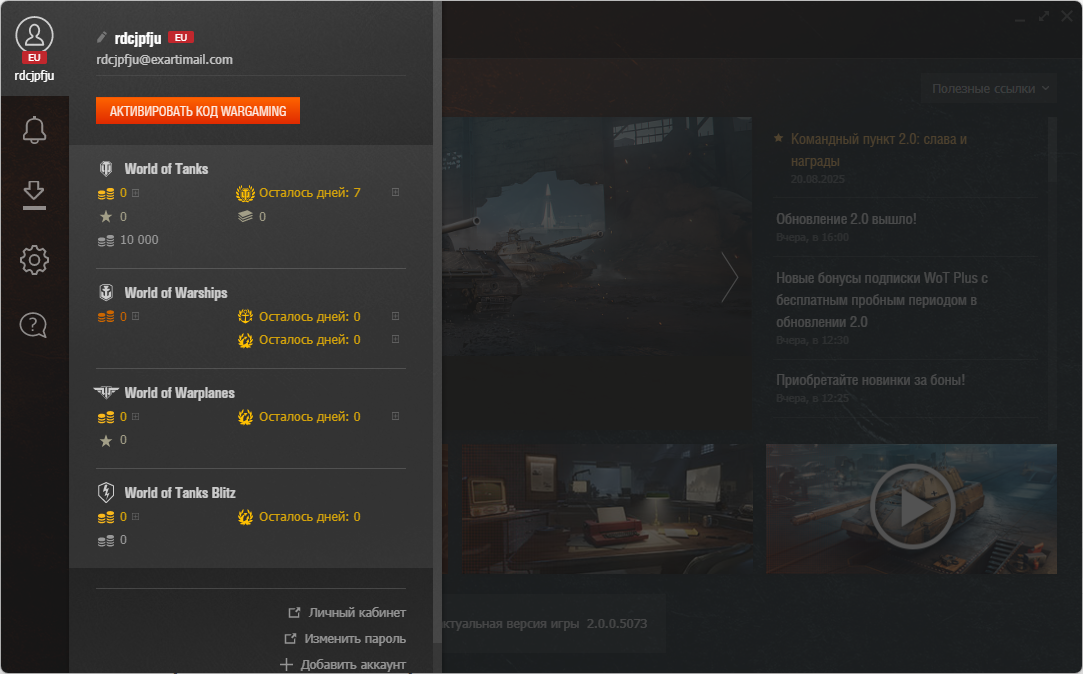 EU
rdcjpfju
rdcjpfju EU
rdcjpfju@exartimail.com
АКТИВИРОВАТЬ КОД WARGAMING
World of Tanks
0 Осталось дней: 7
0 0
10 000
World of Warships
0 Осталось дней: 0
Осталось дней: 0
World of Warplanes
0 Осталось дней: 0
0
World of Tanks Blitz
0 Осталось дней: 0
0
Личный кабинет
Изменить пароль
Добавить аккаунт
Полезные ссылки
Командный пункт 2.0: слава и
награды
20.08.2025
Обновление 2.0 вышло!
Вчера, в 16:00
Новые бонусы подписки WoT Plus с
бесплатным пробным периодом в
обновлении 2.0
Вчера, в 12:30
Приобретайте новинки за боны!
Вчера, в 12:25
ктуальная версия игры 2.0.0.5073